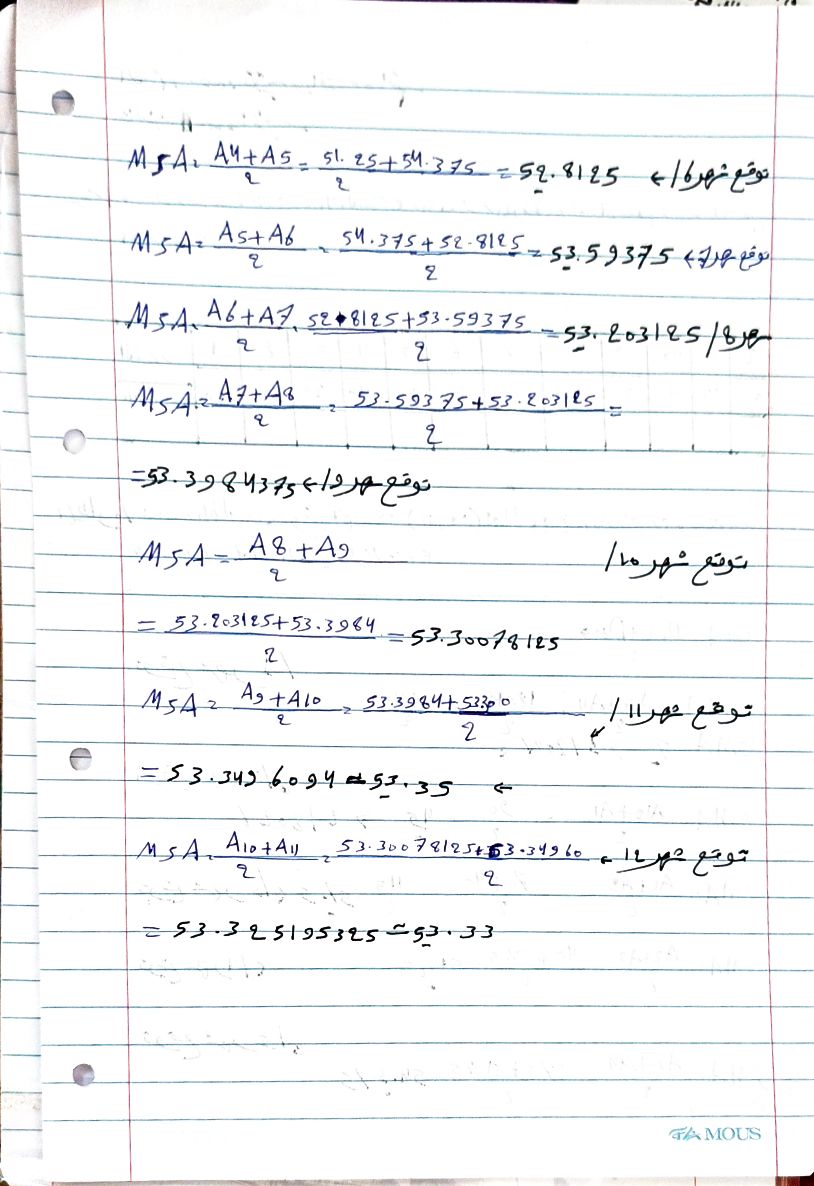 MSA = A4+A5 / 2 = 51.25+54.375 / 2 = 52.8125 ← توقع شهر 6/
MSA = A5+A6 / 2 = 54.375+52.8125 / 2 = 53.59375 ← توقع شهر 7
MSA = A6+A7 / 2 = 52.8125+53.59375 / 2 = 53.203125 / شهر 8
MSA = A7+A8 / 2 = 53.59375+53.203125 / 2 =
= 53.3984375 ← توقع شهر 9/
MSA = A8+A9 / 2 توقع شهر 10/
= 53.203125+53.3984 / 2 = 53.30078125
MSA = A9+A10 / 2 = 53.3984+5330 / 2 توقع شهر 11/
= 53.3496094 ≈ 53.35 ←
MSA = A10+A11 / 2 = 53.30078125+53.34960 / 2 ← توقع شهر 12
= 53.325195325 ≈ 53.33
FAMOUS